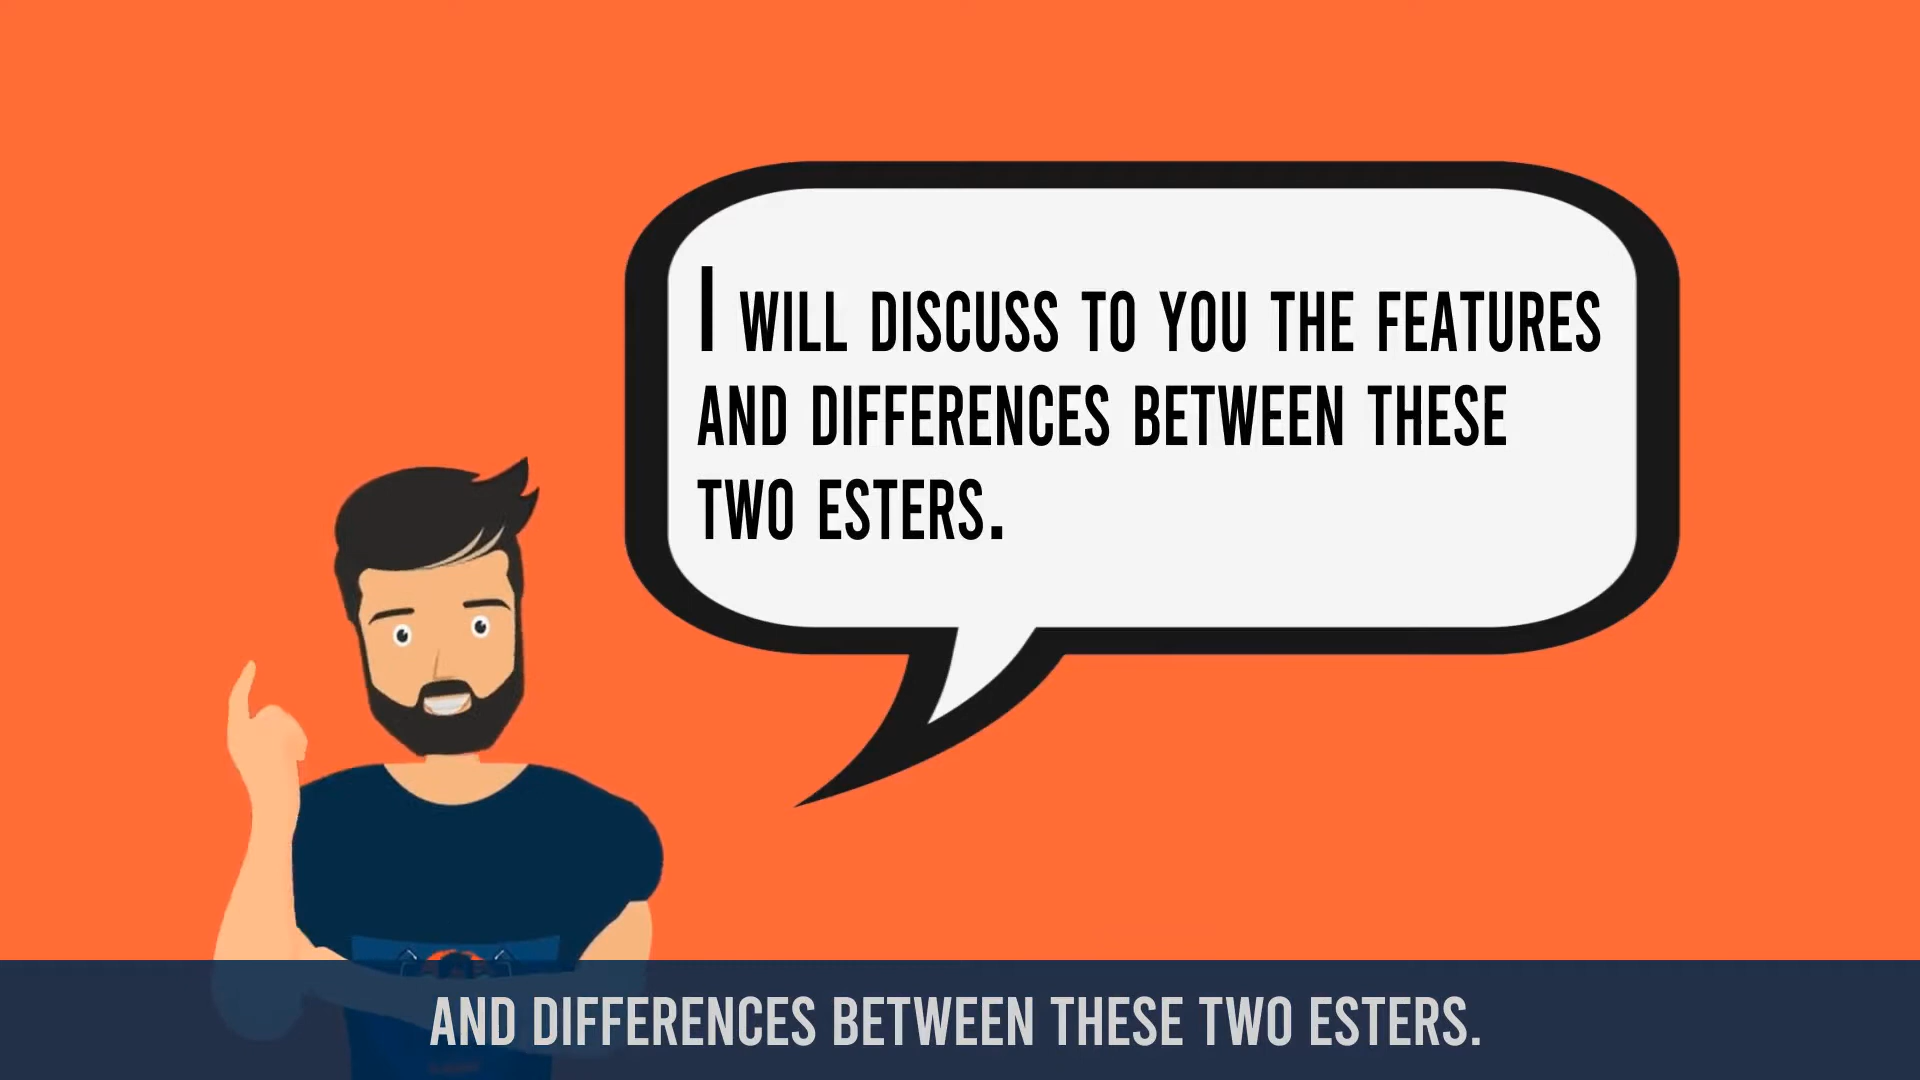 I WILL DISCUSS TO YOU THE FEATURES
AND DIFFERENCES BETWEEN THESE
TWO ESTERS.
AND DIFFERENCES BETWEEN THESE TWO ESTERS.